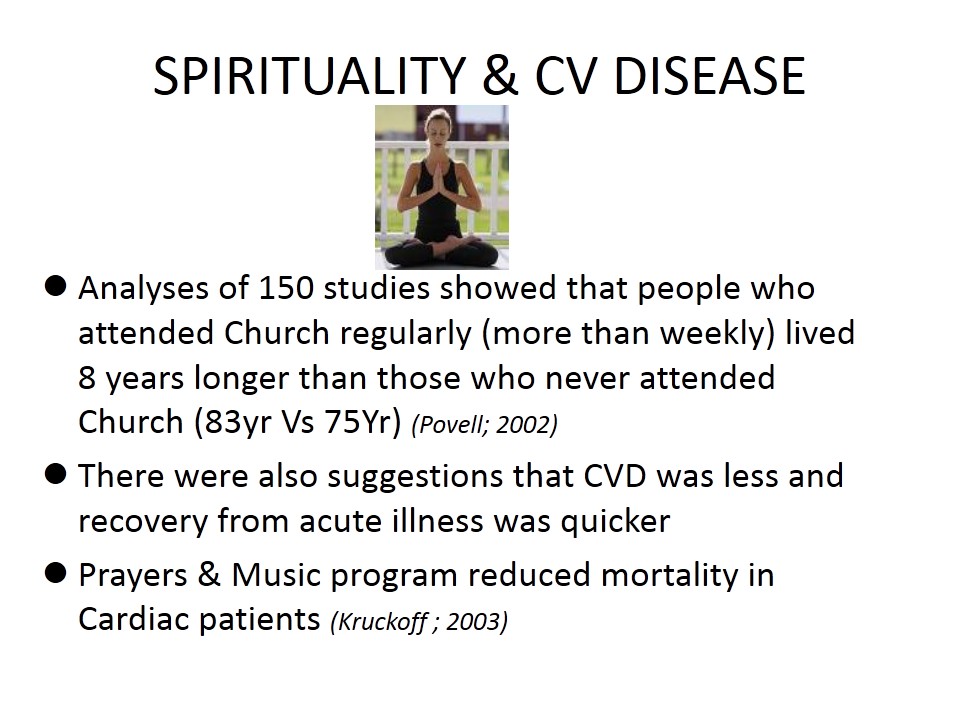 SPIRITUALITY & CV DISEASE
● Analyses of 150 studies showed that people who
attended Church regularly (more than weekly) lived
8 years longer than those who never attended
Church (83yr Vs 75Yr) (Povell; 2002)
● There were also suggestions that CVD was less and
recovery from acute illness was quicker
● Prayers & Music program reduced mortality in
Cardiac patients (Kruckoff ; 2003)